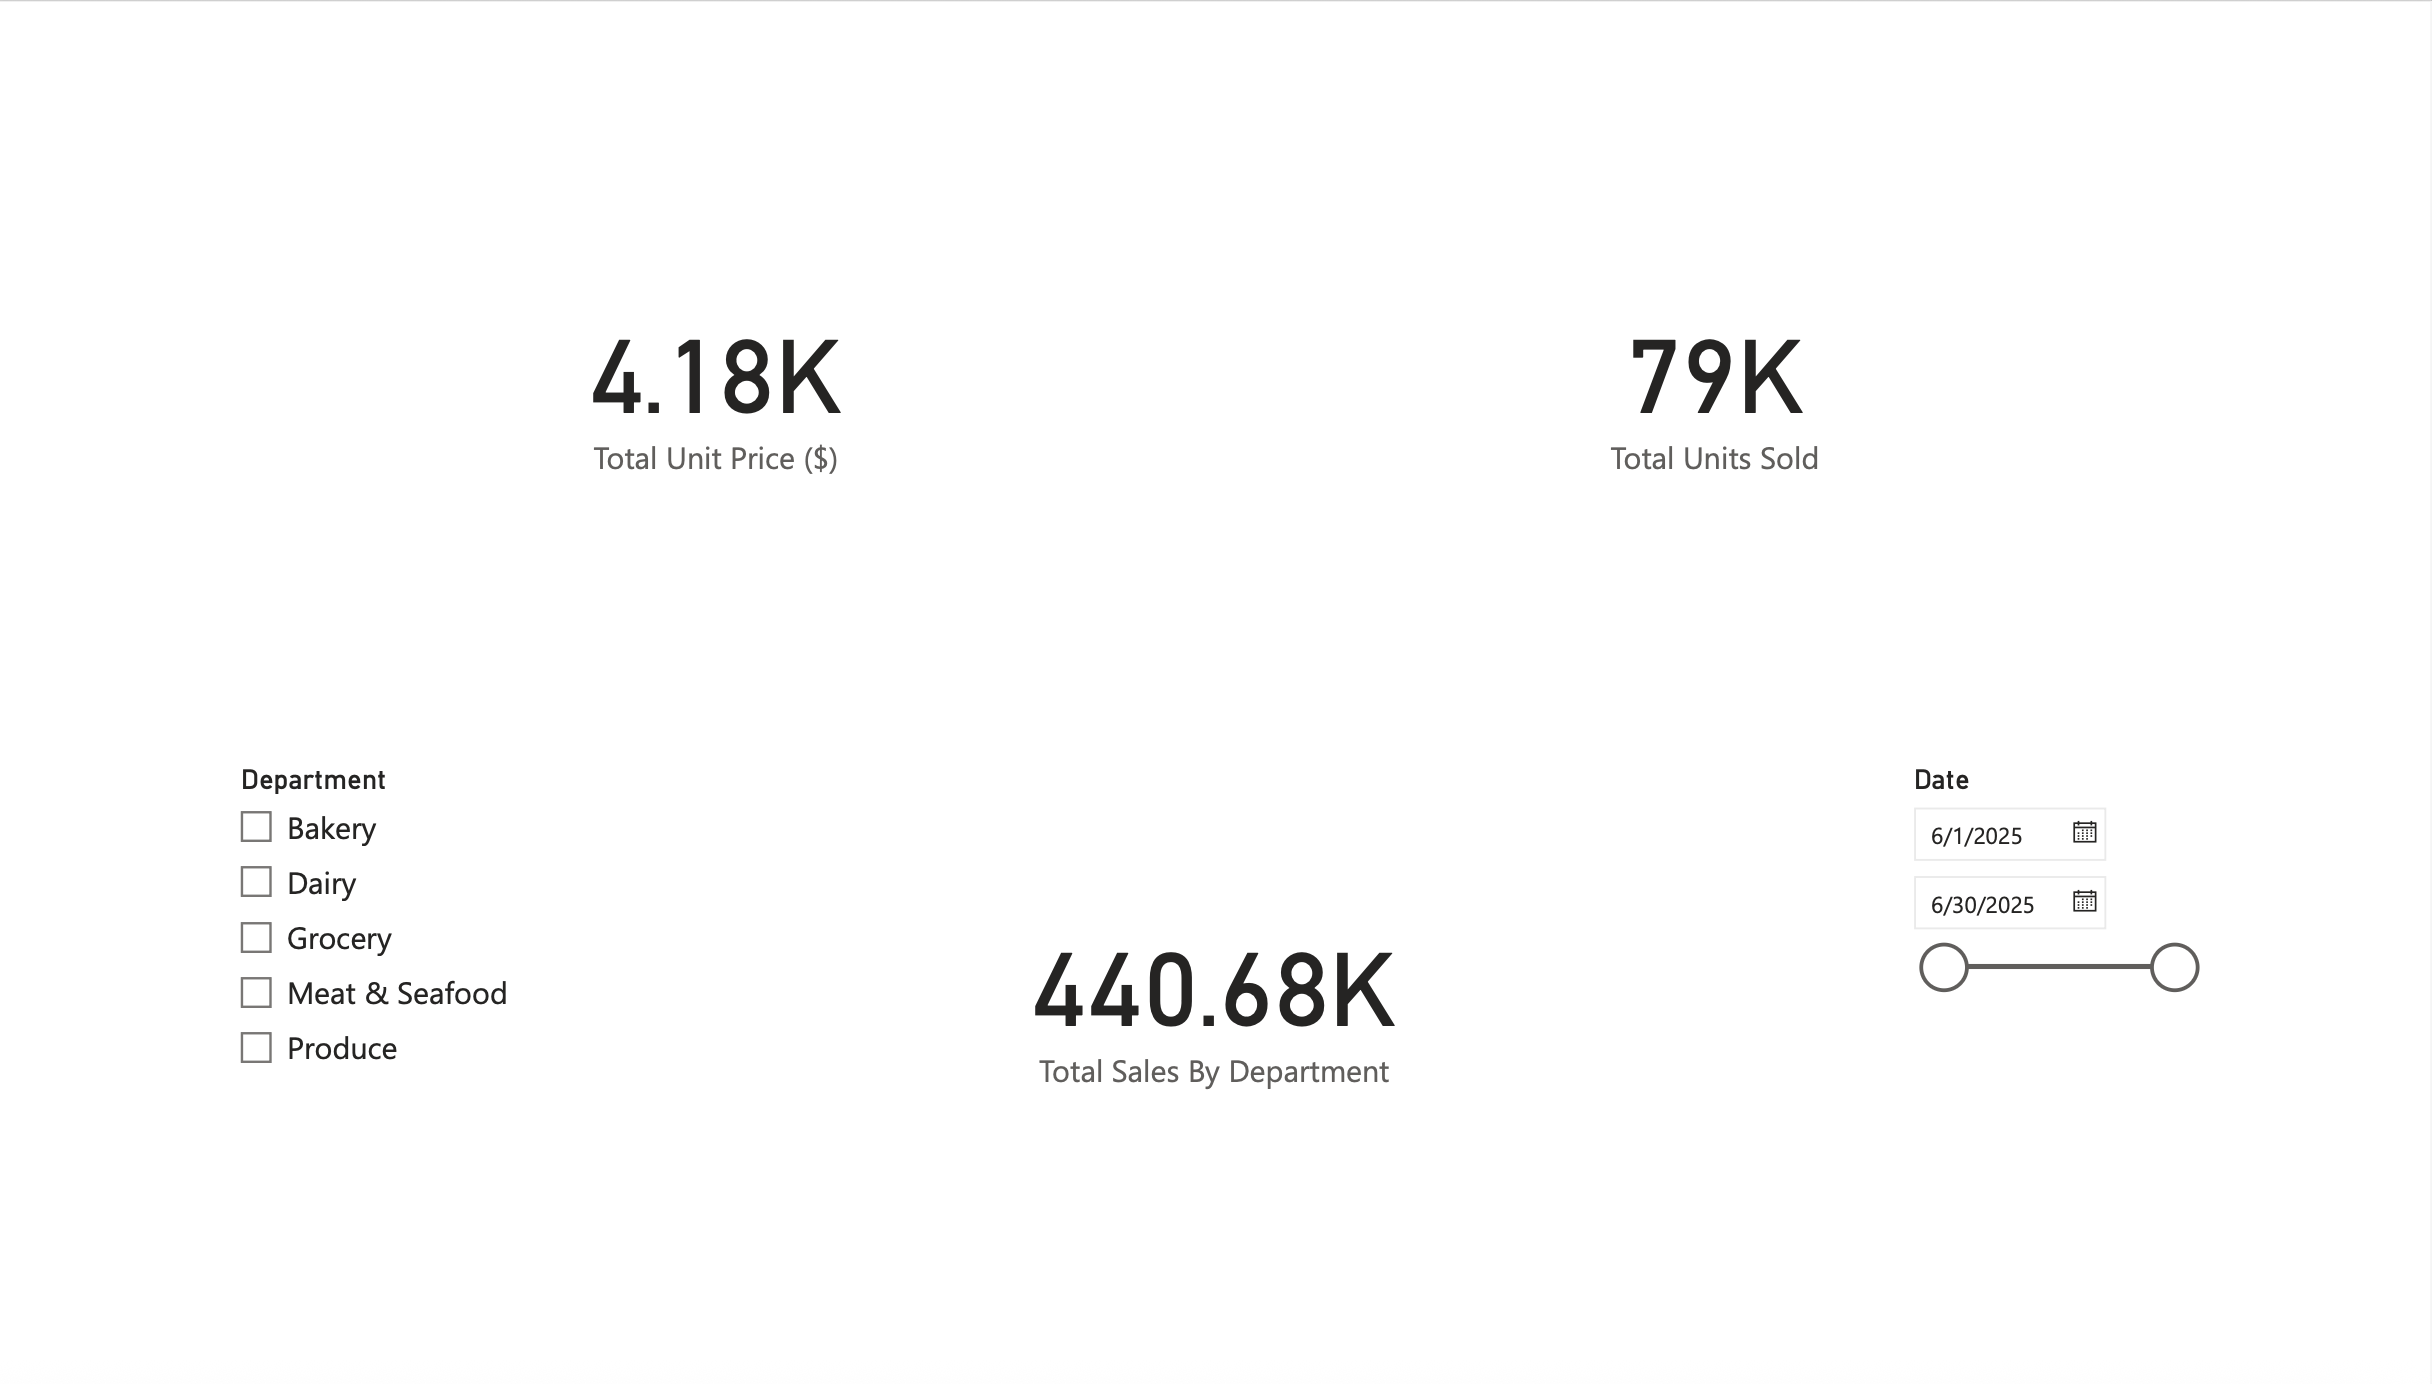 4.18K
Total Unit Price ($)
79K
Total Units Sold
Department
Bakery
Dairy
Grocery
Meat & Seafood
Produce
440.68K
Total Sales By Department
Date
6/1/2025
6/30/2025